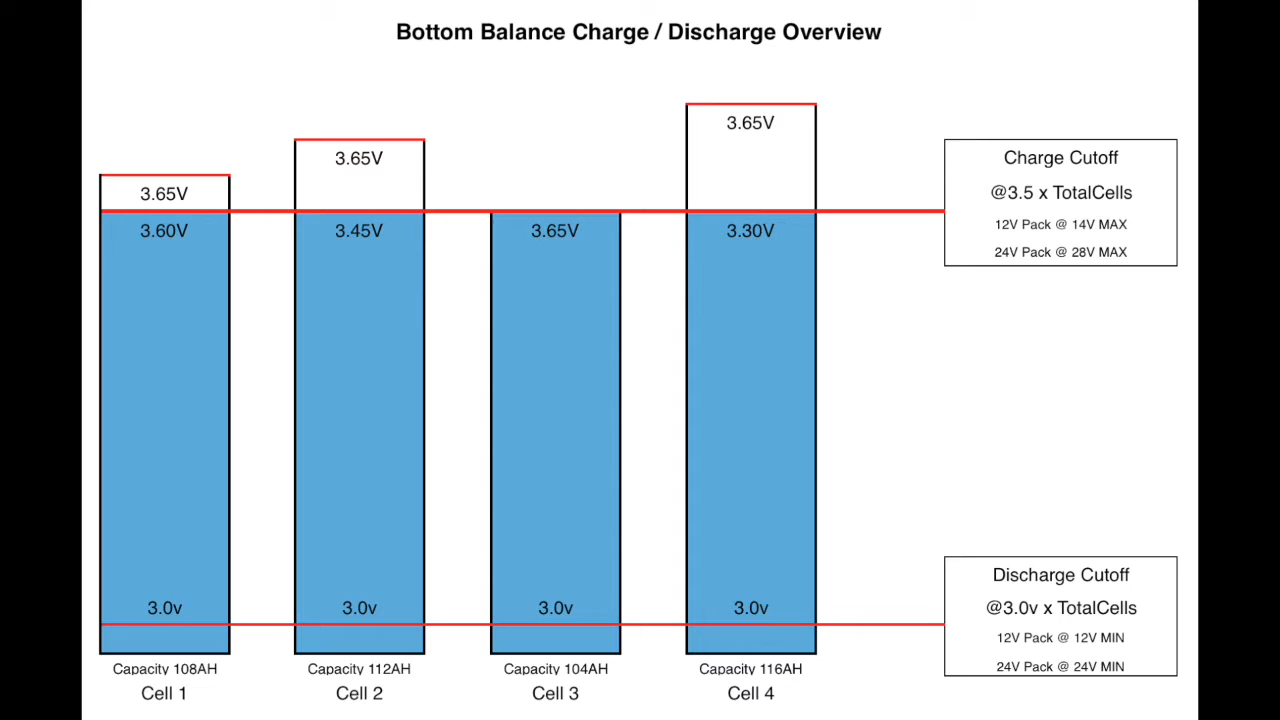 Bottom Balance Charge / Discharge Overview
3.65V
3.65V
3.65V
3.60V
3.45V
3.65V
3.30V
Charge Cutoff
@3.5 x TotalCells
12V Pack @ 14V MAX
24V Pack @ 28V MAX
3.0v
3.0v
3.0v
3.0v
Discharge Cutoff
@3.0v x TotalCells
12V Pack @ 12V MIN
24V Pack @ 24V MIN
Capacity 108AH
Capacity 112AH
Capacity 104AH
Capacity 116AH
Cell 1
Cell 2
Cell 3
Cell 4